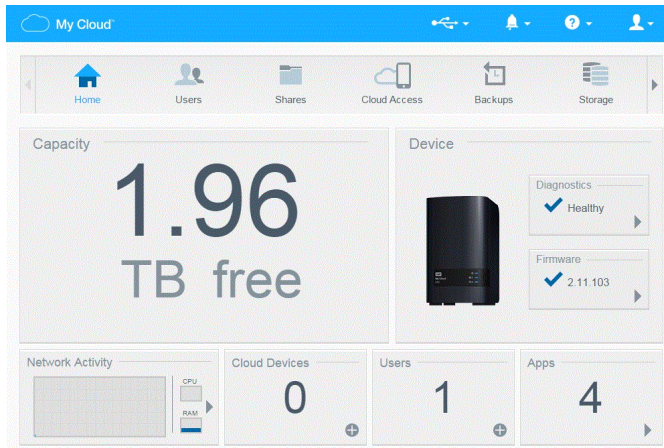 My Cloud™
Home
Users
Shares
Cloud Access
Backups
Storage
Capacity
1.96
TB free
Device
Diagnostics
Healthy
Firmware
2.11.103
Network Activity
CPU
RAM
Cloud Devices
0
Users
1
Apps
4